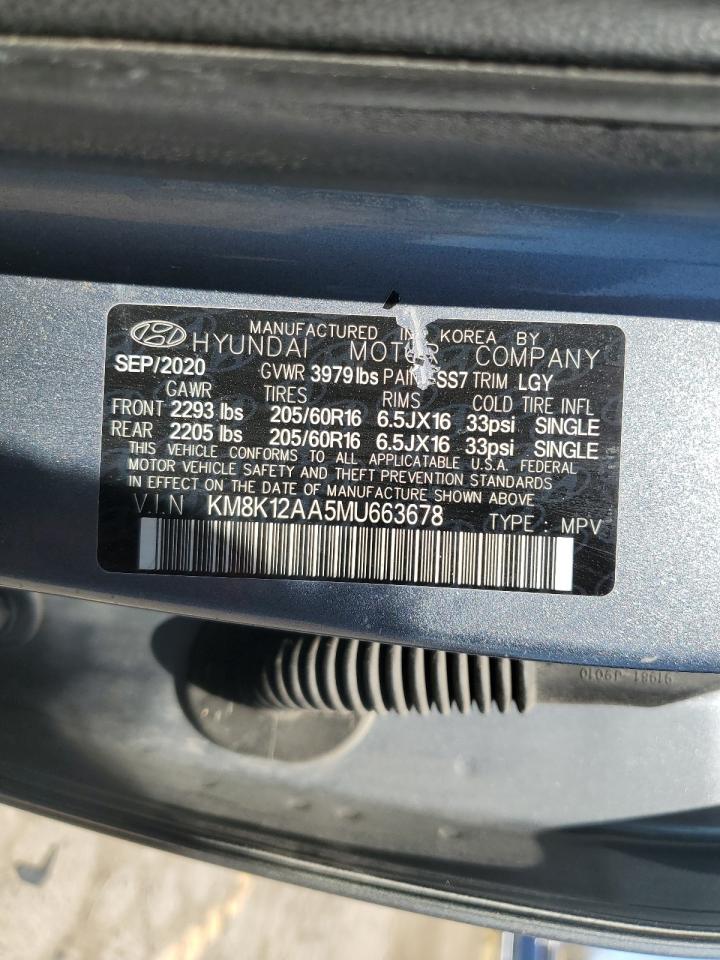 MANUFACTURED IN KOREA BY
HYUNDAI MOTOR COMPANY
SEP/2020 GVWR 3979 lbs PAINT SS7 TRIM LGY
GAWR TIRES RIMS COLD TIRE INFL
FRONT 2293 lbs 205/60R16 6.5JX16 33psi SINGLE
REAR 2205 lbs 205/60R16 6.5JX16 33psi SINGLE
THIS VEHICLE CONFORMS TO ALL APPLICATABLE U.S.A. FEDERAL
MOTOR VEHICLE SAFETY AND THEFT PREVENTION STANDARDS
IN EFFECT ON THE DATE OF MANUFACTURE SHOWN ABOVE
V.I.N KM8K12AA5MU663678 TYPE : MPV
91981-J9010